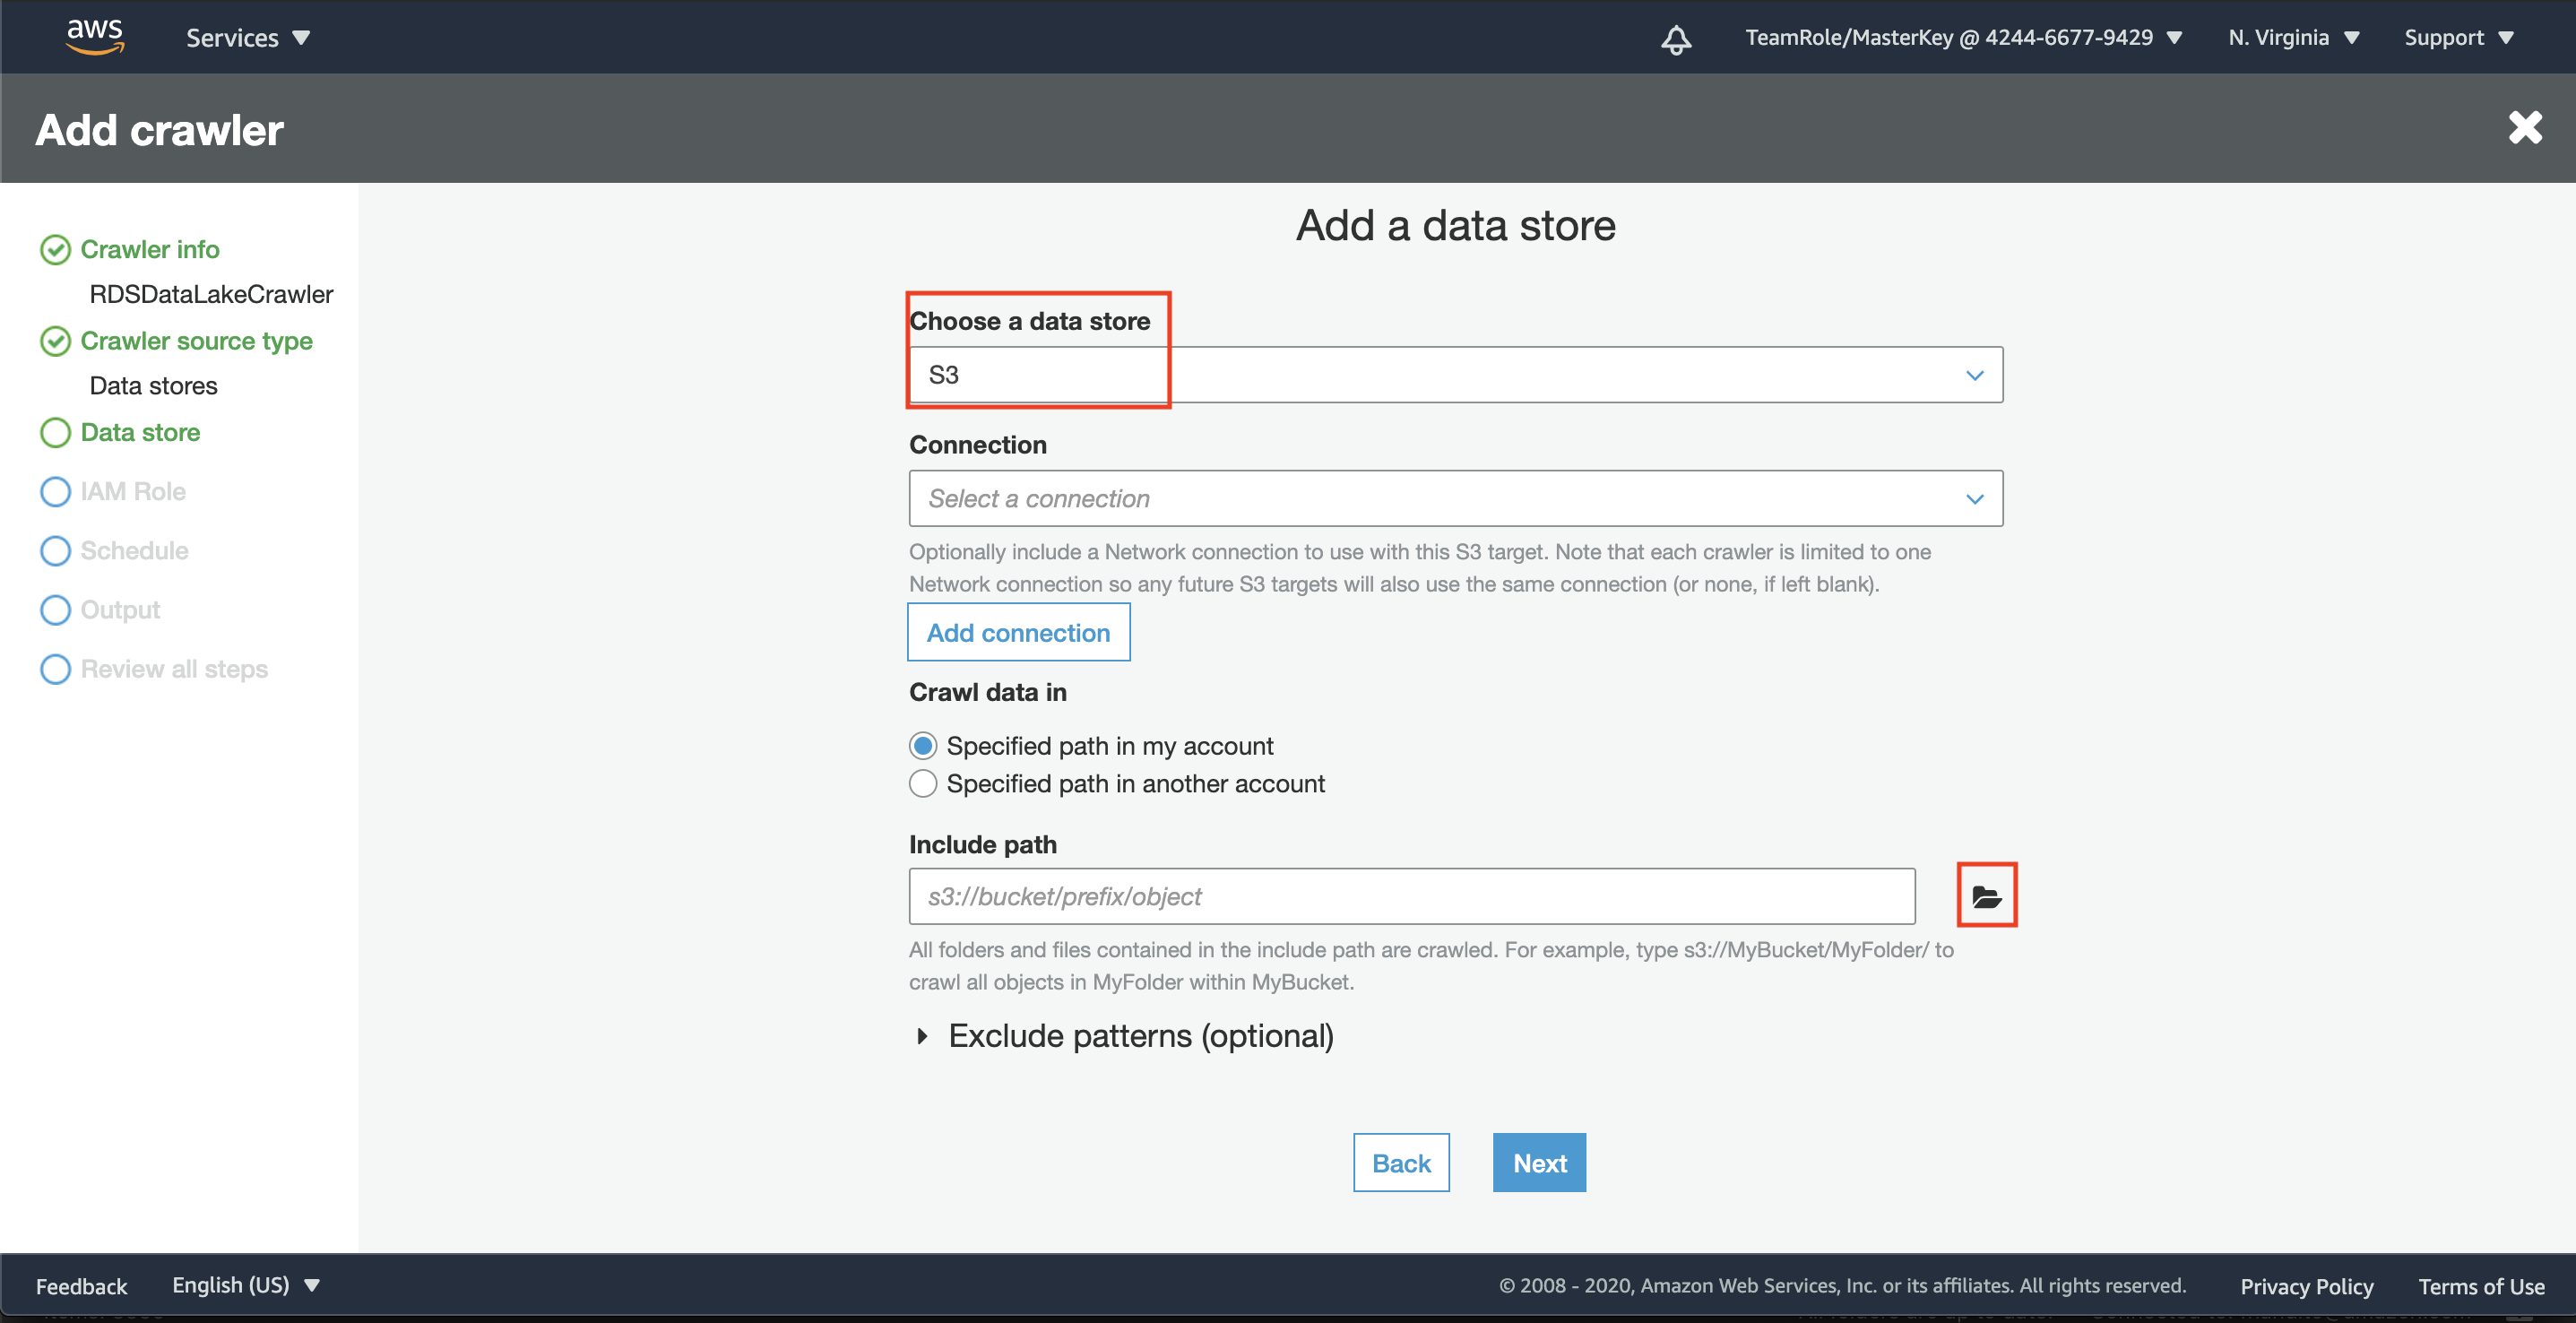 aws
Services
TeamRole/MasterKey @ 4244-6677-9429
N. Virginia
Support
Add crawler
Crawler info
RDSDataLakeCrawler
Crawler source type
Data stores
Data store
IAM Role
Schedule
Output
Review all steps
Add a data store
Choose a data store
S3
Connection
Select a connection
Optionally include a Network connection to use with this S3 target. Note that each crawler is limited to one
Network connection so any future S3 targets will also use the same connection (or none, if left blank).
Add connection
Crawl data in
Specified path in my account
Specified path in another account
Include path
s3://bucket/prefix/object
All folders and files contained in the include path are crawled. For example, type s3://MyBucket/MyFolder/ to
crawl all objects in MyFolder within MyBucket.
Exclude patterns (optional)
Back
Next
Feedback
English (US)
© 2008 - 2020, Amazon Web Services, Inc. or its affiliates. All rights reserved.
Privacy Policy
Terms of Use